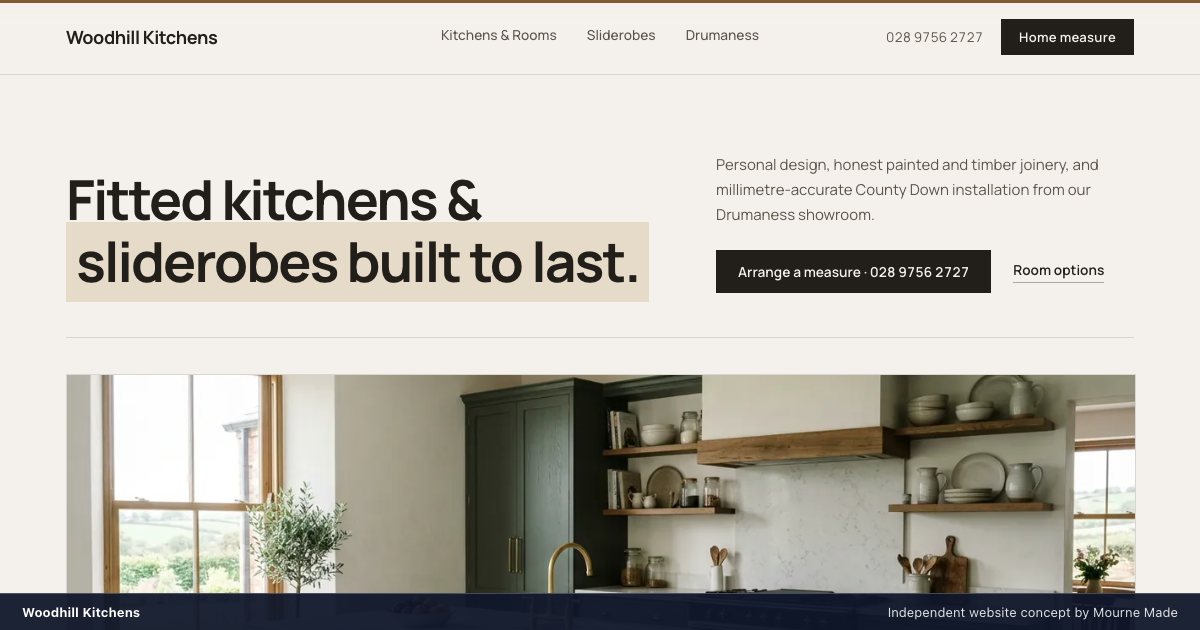 Woodhill Kitchens
Kitchens & Rooms
Sliderobes
Drumaness
028 9756 2727
Home measure
Fitted kitchens &
sliderobes built to last.
Personal design, honest painted and timber joinery, and
millimetre-accurate County Down installation from our
Drumaness showroom.
Arrange a measure · 028 9756 2727
Room options
Woodhill Kitchens
Independent website concept by Mourne Made